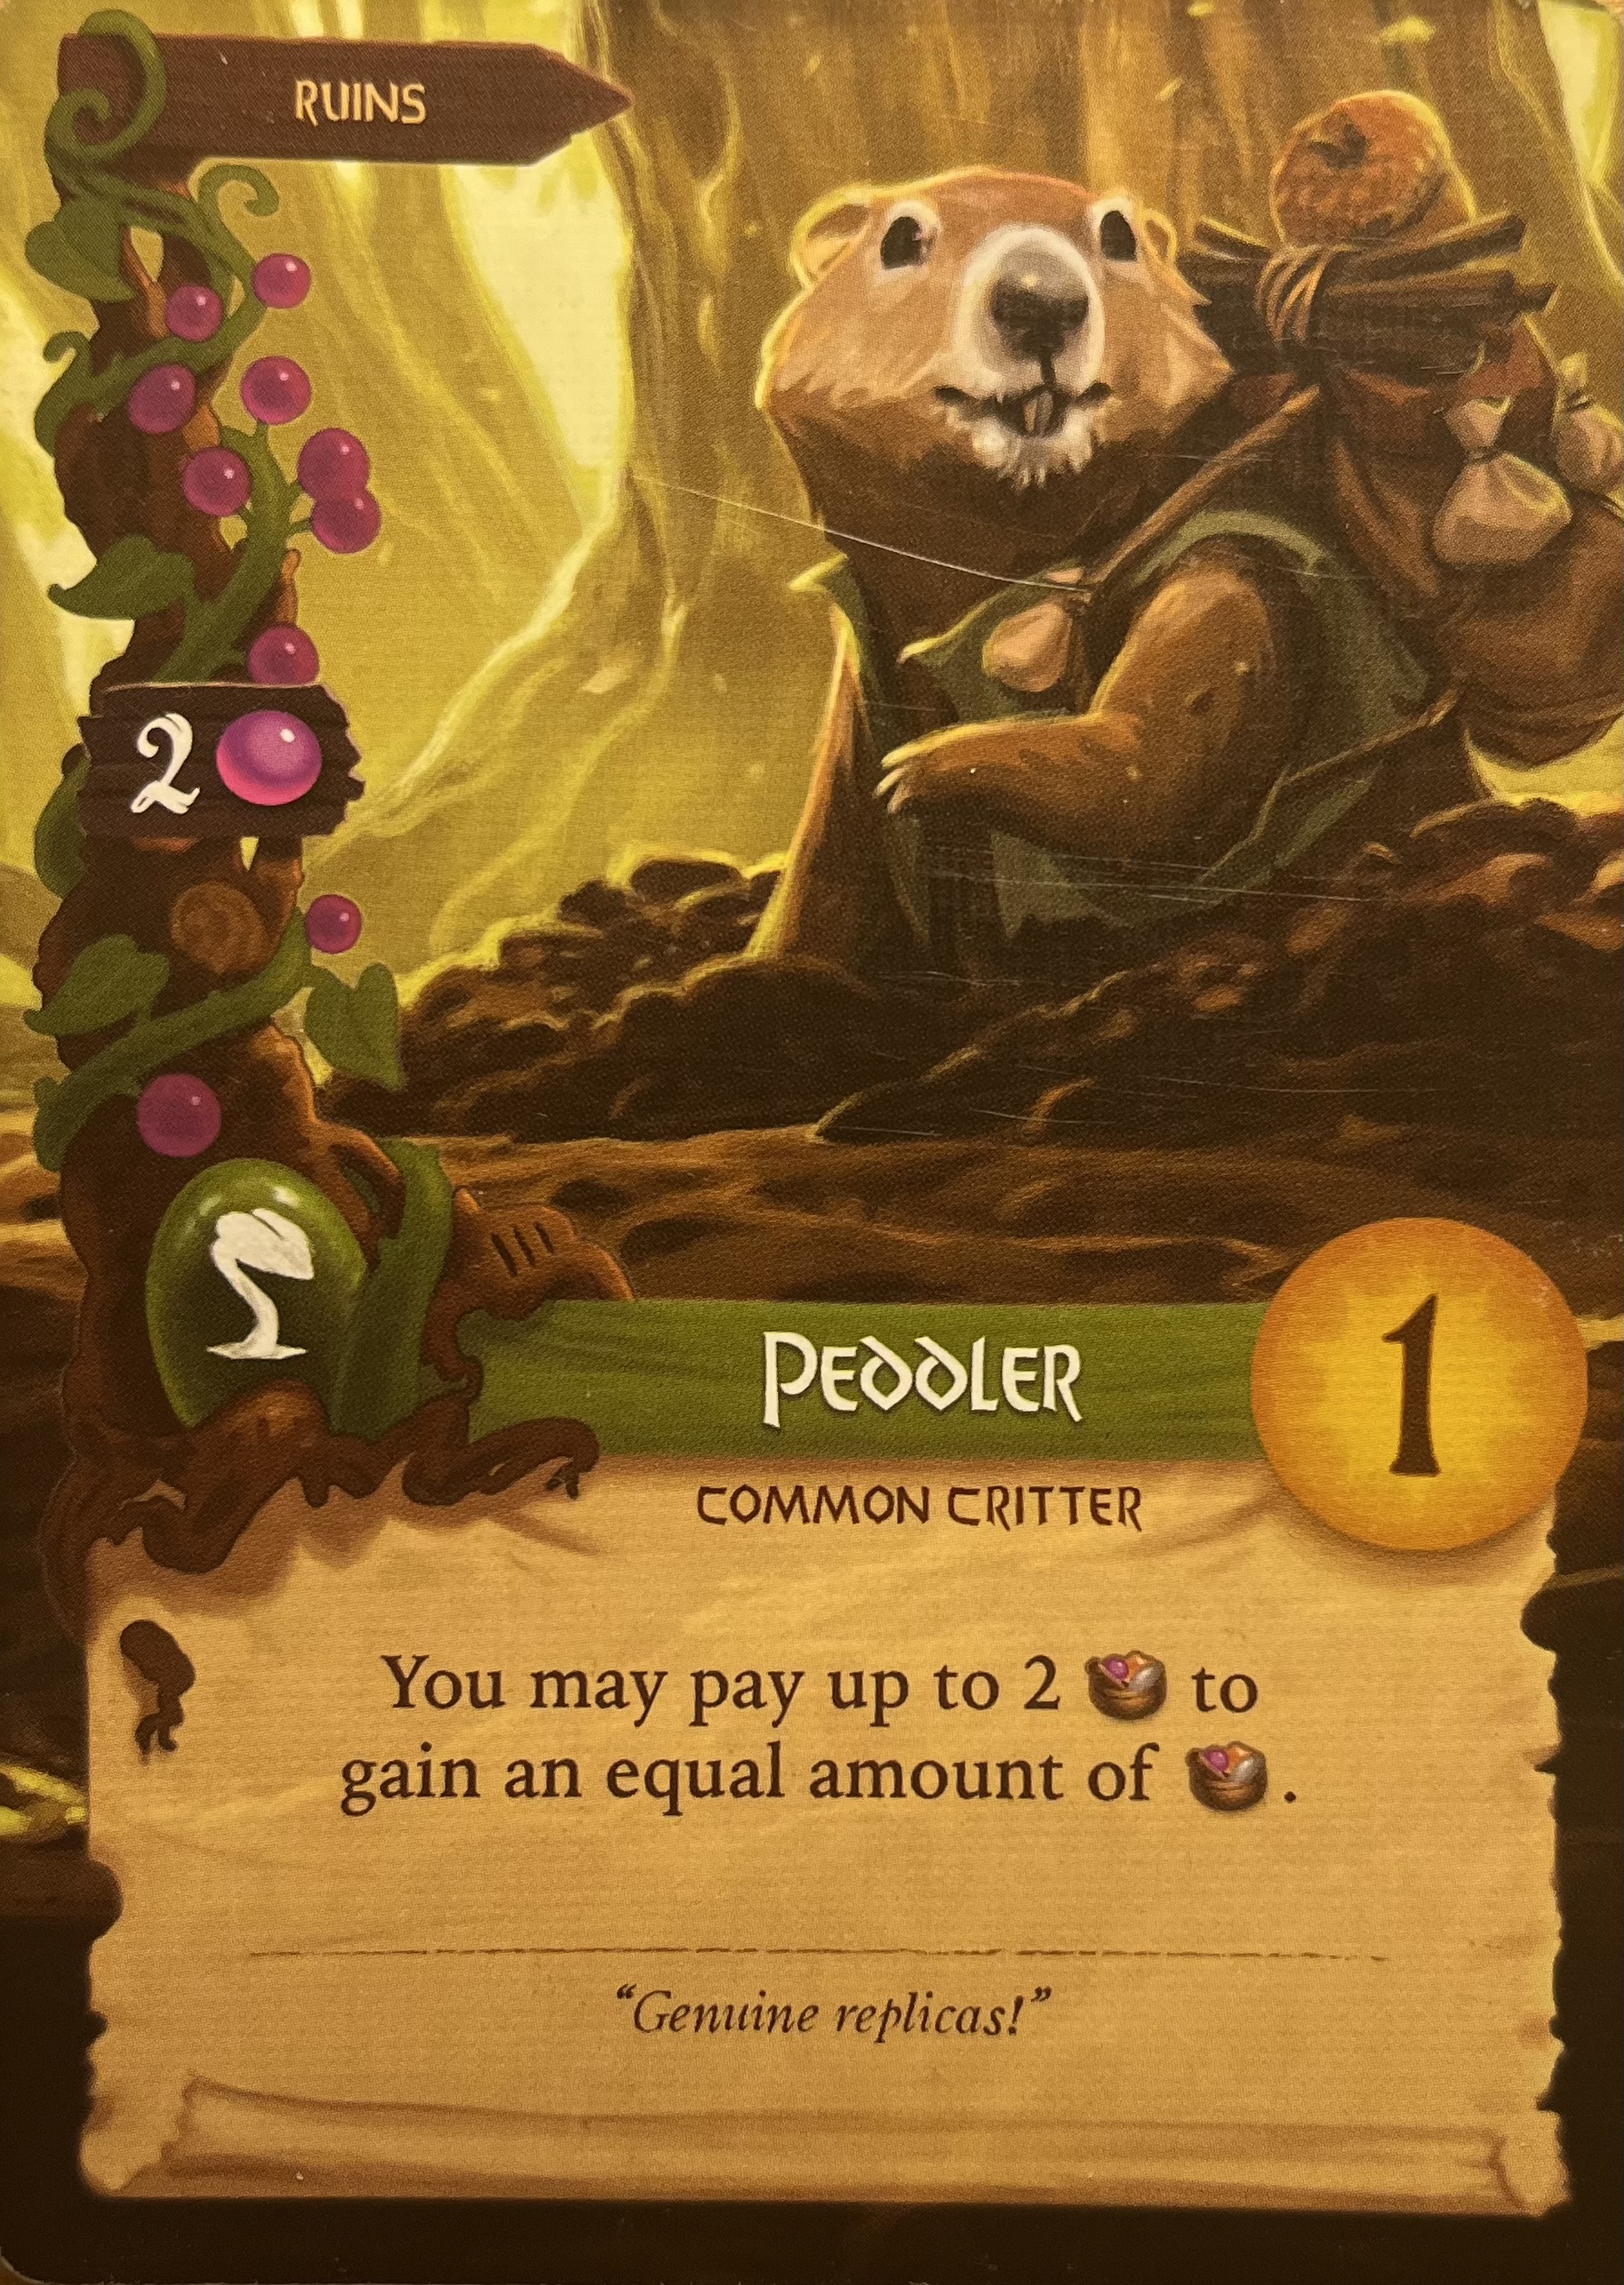 RUINS
2
PEDDLER
1
COMMON CRITTER
You may pay up to 2 to
gain an equal amount of .
“Genuine replicas!”